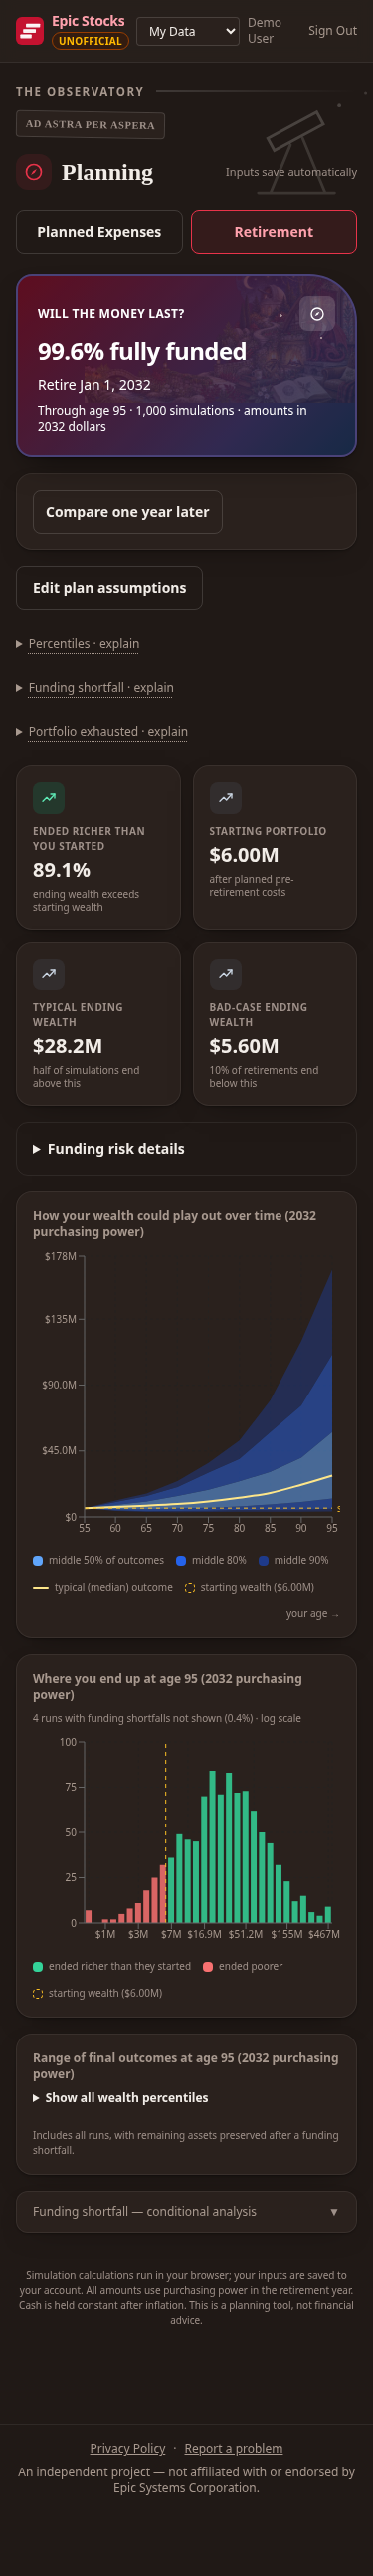 Epic Stocks
UNOFFICIAL
My Data
Demo
User
Sign Out
THE OBSERVATORY
AD ASTRA PER ASPERA
Planning
Inputs save automatically
Planned Expenses
Retirement
WILL THE MONEY LAST?
99.6% fully funded
Retire Jan 1, 2032
Through age 95 · 1,000 simulations · amounts in
2032 dollars
Compare one year later
Edit plan assumptions
Percentiles · explain
Funding shortfall · explain
Portfolio exhausted · explain
ENDED RICHER THAN
YOU STARTED
89.1%
ending wealth exceeds
starting wealth
STARTING PORTFOLIO
$6.00M
after planned pre-
retirement costs
TYPICAL ENDING
WEALTH
$28.2M
half of simulations end
above this
BAD-CASE ENDING
WEALTH
$5.60M
10% of retirements end
below this
Funding risk details
How your wealth could play out over time (2032
purchasing power)
$178M
$135M
$90.0M
$45.0M
$0
55 60 65 70 75 80 85 90 95
middle 50% of outcomes
middle 80%
middle 90%
typical (median) outcome
starting wealth ($6.00M)
your age →
Where you end up at age 95 (2032 purchasing
power)
4 runs with funding shortfalls not shown (0.4%) · log scale
100
75
50
25
0
$1M $3M $7M $16.9M $51.2M $155M $467M
ended richer than they started
ended poorer
starting wealth ($6.00M)
Range of final outcomes at age 95 (2032 purchasing
power)
Show all wealth percentiles
Includes all runs, with remaining assets preserved after a funding
shortfall.
Funding shortfall — conditional analysis
Simulation calculations run in your browser; your inputs are saved to
your account. All amounts use purchasing power in the retirement year.
Cash is held constant after inflation. This is a planning tool, not financial
advice.
Privacy Policy · Report a problem
An independent project — not affiliated with or endorsed by
Epic Systems Corporation.